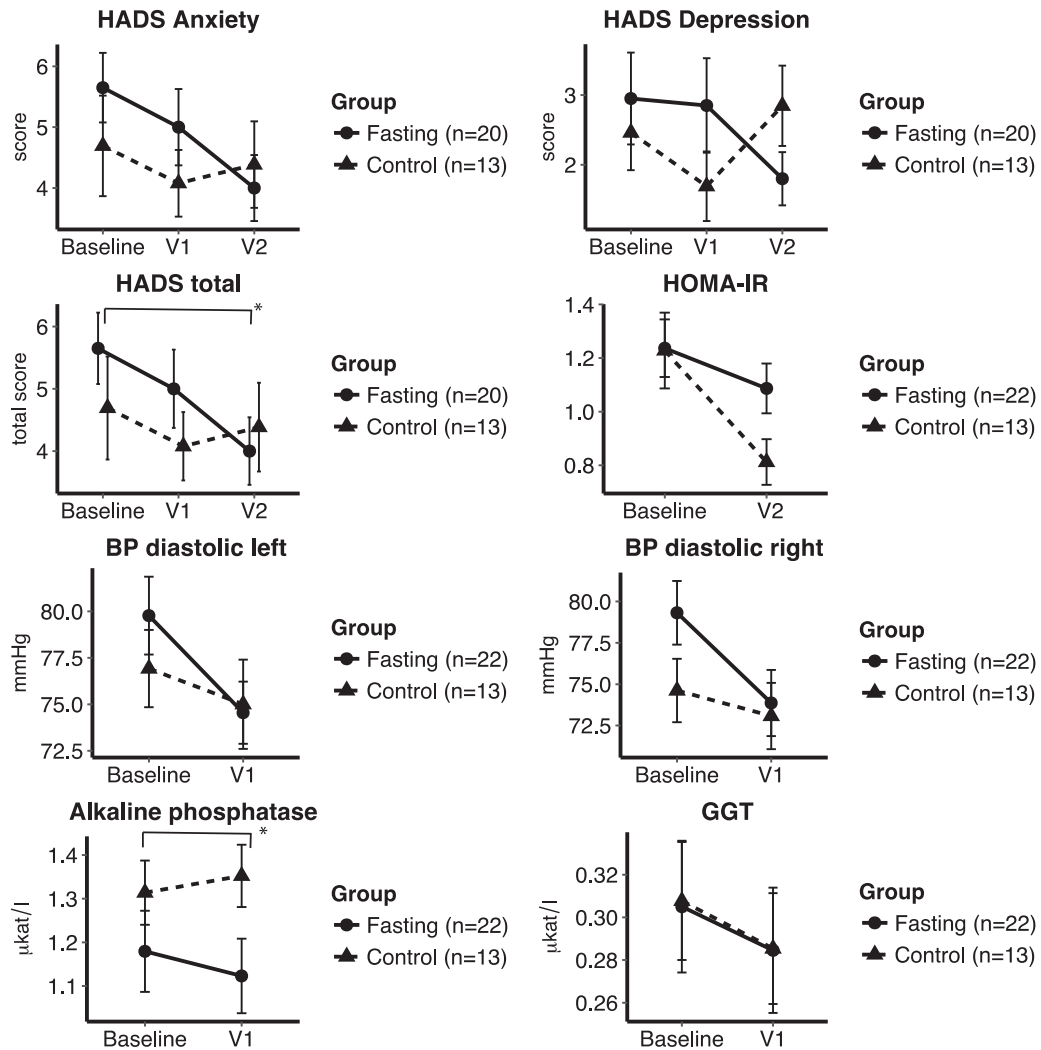 HADS Anxiety
score
6
5
4
Baseline V1 V2
Group
Fasting (n=20)
Control (n=13)
HADS Depression
score
3
2
Baseline V1 V2
Group
Fasting (n=20)
Control (n=13)
HADS total
total score
6
5
4
*
Baseline V1 V2
Group
Fasting (n=20)
Control (n=13)
HOMA-IR
1.4
1.2
1.0
0.8
Baseline V2
Group
Fasting (n=22)
Control (n=13)
BP diastolic left
mmHg
80.0
77.5
75.0
72.5
Baseline V1
Group
Fasting (n=22)
Control (n=13)
BP diastolic right
mmHg
80.0
77.5
75.0
72.5
Baseline V1
Group
Fasting (n=22)
Control (n=13)
Alkaline phosphatase
µkat/l
1.4
1.3
1.2
1.1
*
Baseline V1
Group
Fasting (n=22)
Control (n=13)
GGT
µkat/l
0.32
0.30
0.28
0.26
Baseline V1
Group
Fasting (n=22)
Control (n=13)